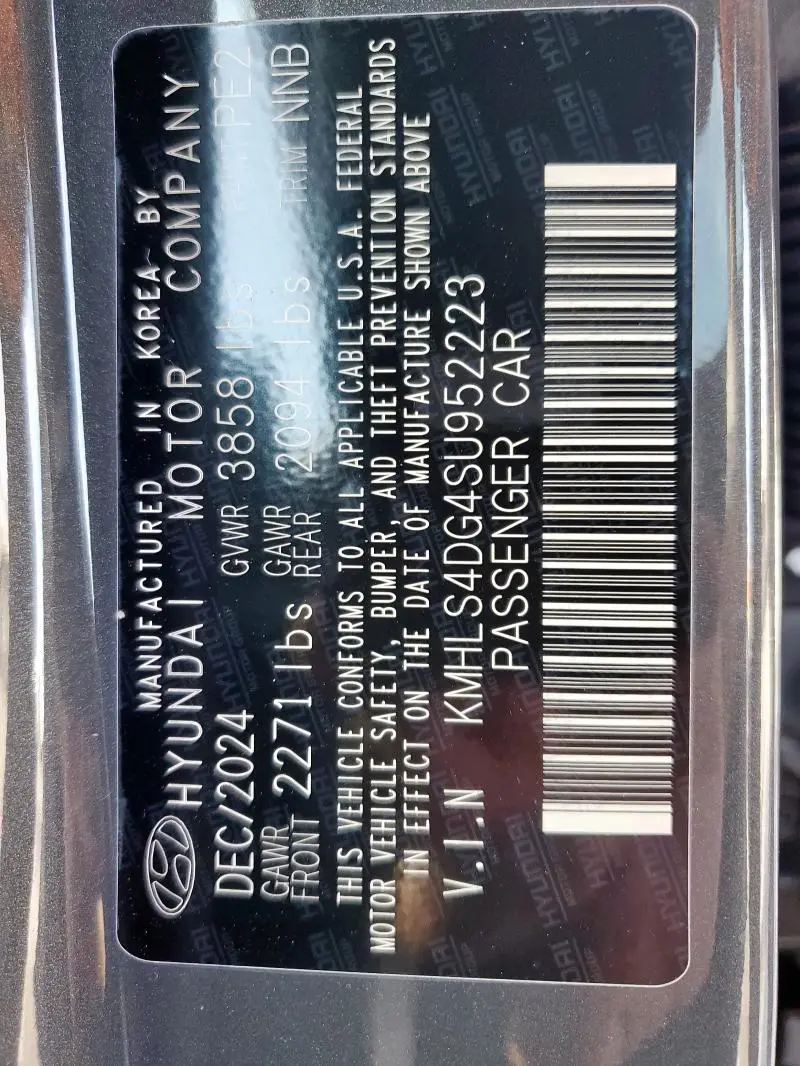 MANUFACTURED IN KOREA BY
HYUNDAI MOTOR COMPANY
DEC/2024 GVWR 3858 lbs PAINT PE2
GAWR FRONT 2271 lbs GAWR REAR 2094 lbs TRIM NNB
THIS VEHICLE CONFORMS TO ALL APPLICABLE U.S.A. FEDERAL
MOTOR VEHICLE SAFETY, BUMPER, AND THEFT PREVENTION STANDARDS
IN EFFECT ON THE DATE OF MANUFACTURE SHOWN ABOVE
V.I.N KMHLS4DG4SU952223
PASSENGER CAR